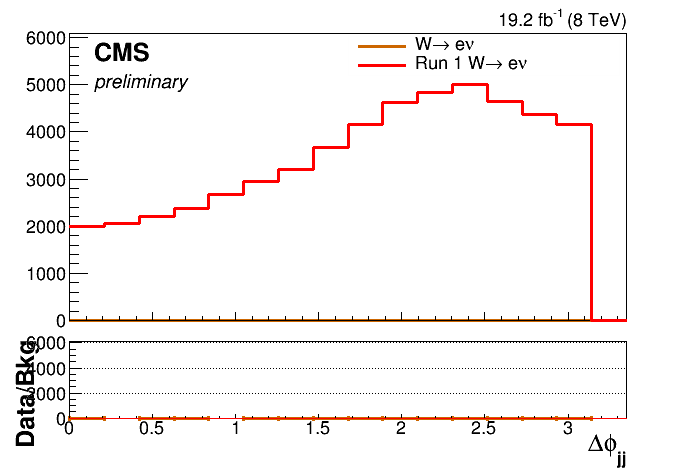 19.2 fb-1 (8 TeV)
6000
CMS
W→ eν
preliminary
Run 1 W→ eν
5000
4000
3000
2000
1000
0
Data/Bkg
6000
4000
2000
0
0 0.5 1 1.5 2 2.5 3
Δϕjj